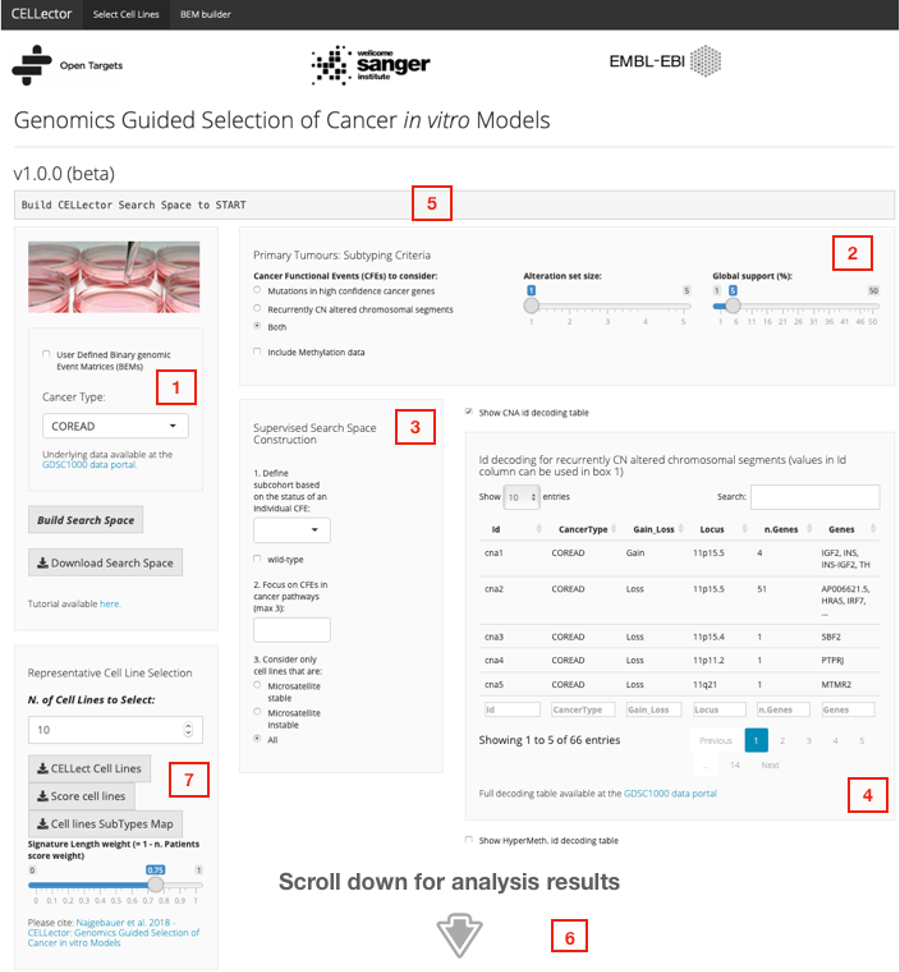 CELLector Select Cell Lines BEM builder
Open Targets
wellcome
sanger
institute
EMBL-EBI
Genomics Guided Selection of Cancer in vitro Models
v1.0.0 (beta)
Build CELLector Search Space to START
5
1
User Defined Binary genomic
Event Matrices (BEMs)
Cancer Type:
COREAD
Underlying data available at the
GDSC1000 data portal.
Build Search Space
Download Search Space
Tutorial available here.
2
Primary Tumours: Subtyping Criteria
Cancer Functional Events (CFEs) to consider:
Mutations in high confidence cancer genes
Recurrently CN altered chromosomal segments
Both
Include Methylation data
Alteration set size:
1 5
1 2 3 4 5
Global support (%):
1 5 50
1 6 11 16 21 26 31 36 41 46 50
3
Supervised Search Space
Construction
1. Define
subcohort based
on the status of an
individual CFE:
wild-type
2. Focus on CFEs in
cancer pathways
(max 3):
3. Consider only
cell lines that are:
Microsatellite
stable
Microsatellite
instable
All
Show CNA id decoding table
Id decoding for recurrently CN altered chromosomal segments (values in Id
column can be used in box 1)
Show 10 entries Search:
Id CancerType Gain_Loss Locus n.Genes Genes
cna1 COREAD Gain 11p15.5 4 IGF2, INS,
INS-IGF2, TH
cna2 COREAD Loss 11p15.5 51 AP006621.5,
HRAS, IRF7,
...
cna3 COREAD Loss 11p15.4 1 SBF2
cna4 COREAD Loss 11p11.2 1 PTPRJ
cna5 COREAD Loss 11q21 1 MTMR2
Id CancerType Gain_Loss Locus n.Genes Genes
Showing 1 to 5 of 66 entries Previous 1 2 3 4 5
... 14 Next
Full decoding table available at the GDSC1000 data portal
4
Show HyperMeth. id decoding table
Representative Cell Line Selection
N. of Cell Lines to Select:
10
CELLect Cell Lines
Score cell lines
Cell lines SubTypes Map
7
Signature Length weight (= 1 - n. Patients
score weight)
0 0.75 1
0 0.1 0.2 0.3 0.4 0.5 0.6 0.7 0.8 0.9 1
Please cite: Najgebauer et al. 2018 -
CELLector: Genomics Guided Selection of
Cancer in vitro Models
Scroll down for analysis results
6